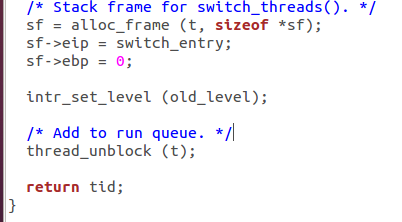 /* Stack frame for switch_threads(). */
sf = alloc_frame (t, sizeof *sf);
sf->eip = switch_entry;
sf->ebp = 0;

intr_set_level (old_level);

/* Add to run queue. */
thread_unblock (t);

return tid;
}